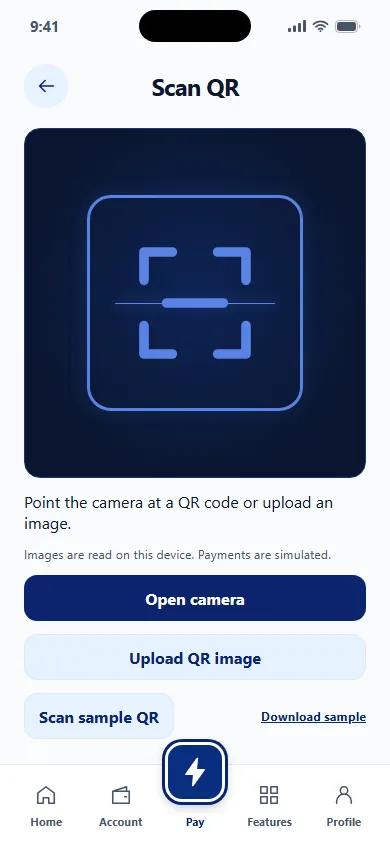 9:41
Scan QR
Point the camera at a QR code or upload an
image.
Images are read on this device. Payments are simulated.
Open camera
Upload QR image
Scan sample QR
Download sample
Home
Account
Pay
Features
Profile